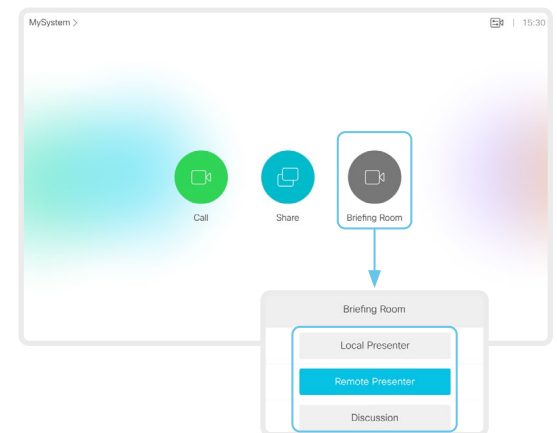 MySystem >
15:30
Call
Share
Briefing Room
Briefing Room
Local Presenter
Remote Presenter
Discussion